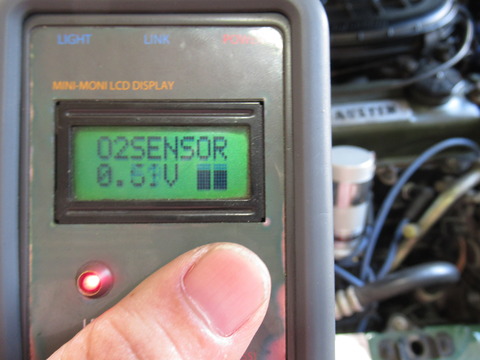 LIGHT LINK
MINI-MONI LCD DISPLAY
O2SENSOR
0.61V
AUSTIN